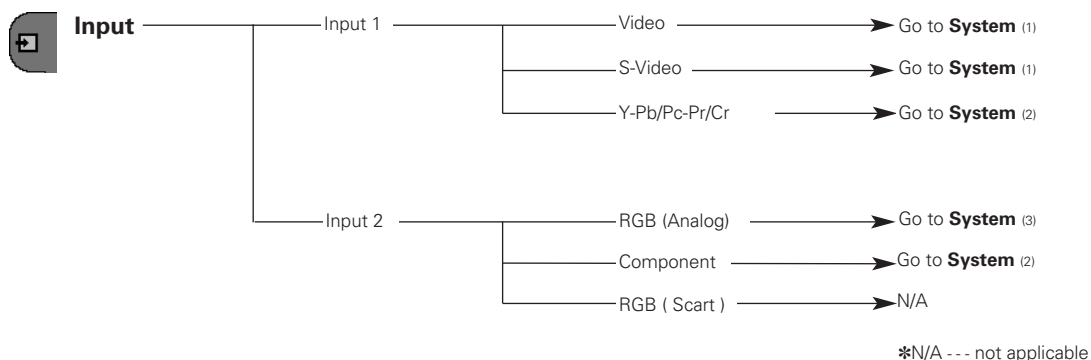 Input
Input 1
Video
Go to System (1)
S-Video
Go to System (1)
Y-Pb/Pc-Pr/Cr
Go to System (2)
Input 2
RGB (Analog)
Go to System (3)
Component
Go to System (2)
RGB ( Scart )
N/A
✽N/A - - - not applicable